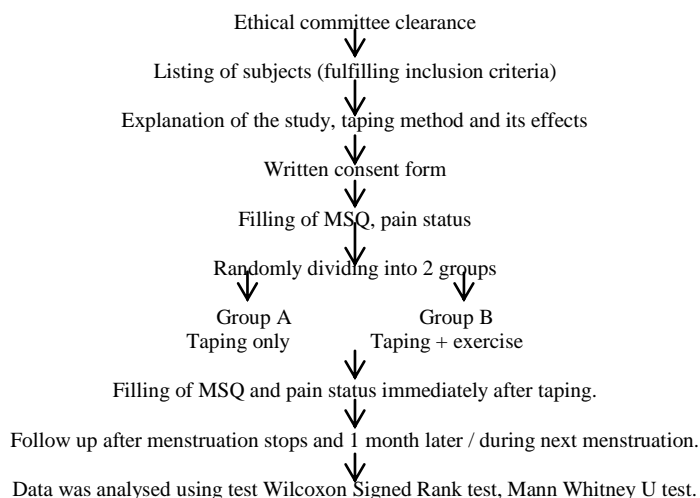 Ethical committee clearance
Listing of subjects (fulfilling inclusion criteria)
Explanation of the study, taping method and its effects
Written consent form
Filling of MSQ, pain status
Randomly dividing into 2 groups
Group A Group B
Taping only Taping + exercise
Filling of MSQ and pain status immediately after taping.
Follow up after menstruation stops and 1 month later / during next menstruation.
Data was analysed using test Wilcoxon Signed Rank test, Mann Whitney U test.